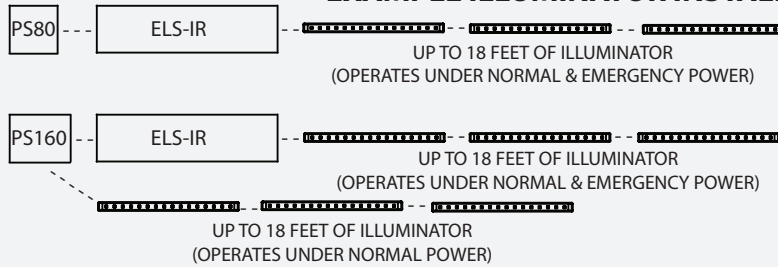 PS80
ELS-IR
UP TO 18 FEET OF ILLUMINATOR
(OPERATES UNDER NORMAL & EMERGENCY POWER)
PS160
ELS-IR
UP TO 18 FEET OF ILLUMINATOR
(OPERATES UNDER NORMAL & EMERGENCY POWER)
UP TO 18 FEET OF ILLUMINATOR
(OPERATES UNDER NORMAL POWER)